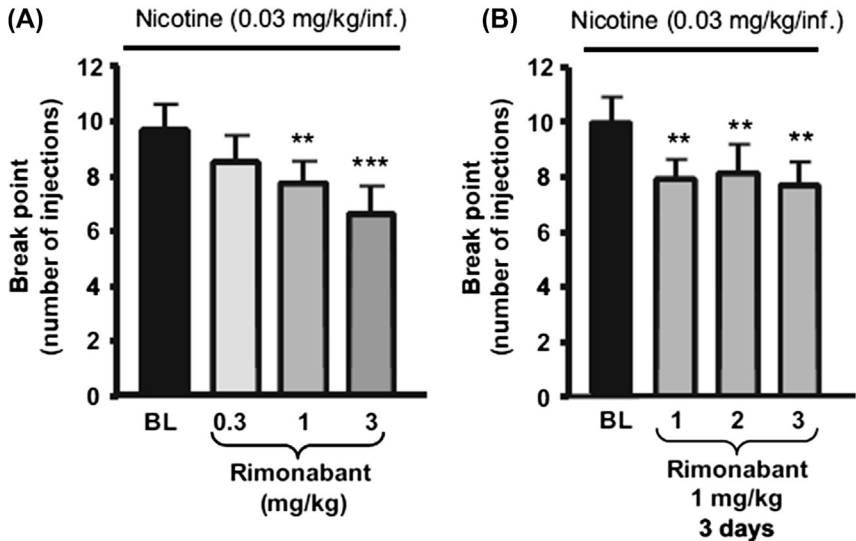 (A)
Nicotine (0.03 mg/kg/inf.)
Break point
(number of injections)
12
10
8
6
4
2
0
**
***
BL 0.3 1 3
Rimonabant
(mg/kg)
(B)
Nicotine (0.03 mg/kg/inf.)
Break point
(number of injections)
12
10
8
6
4
2
0
** ** **
BL 1 2 3
Rimonabant
1 mg/kg
3 days